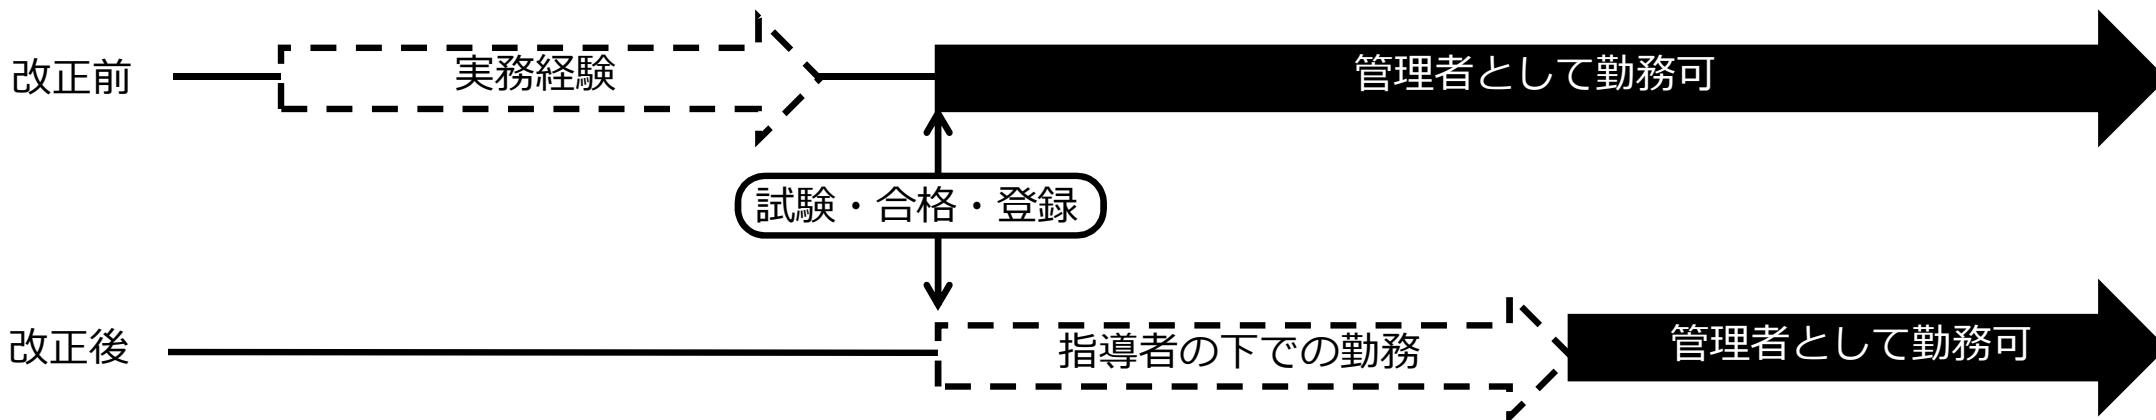 改正前
実務経験
管理者として勤務可
試験・合格・登録
改正後
指導者の下での勤務
管理者として勤務可